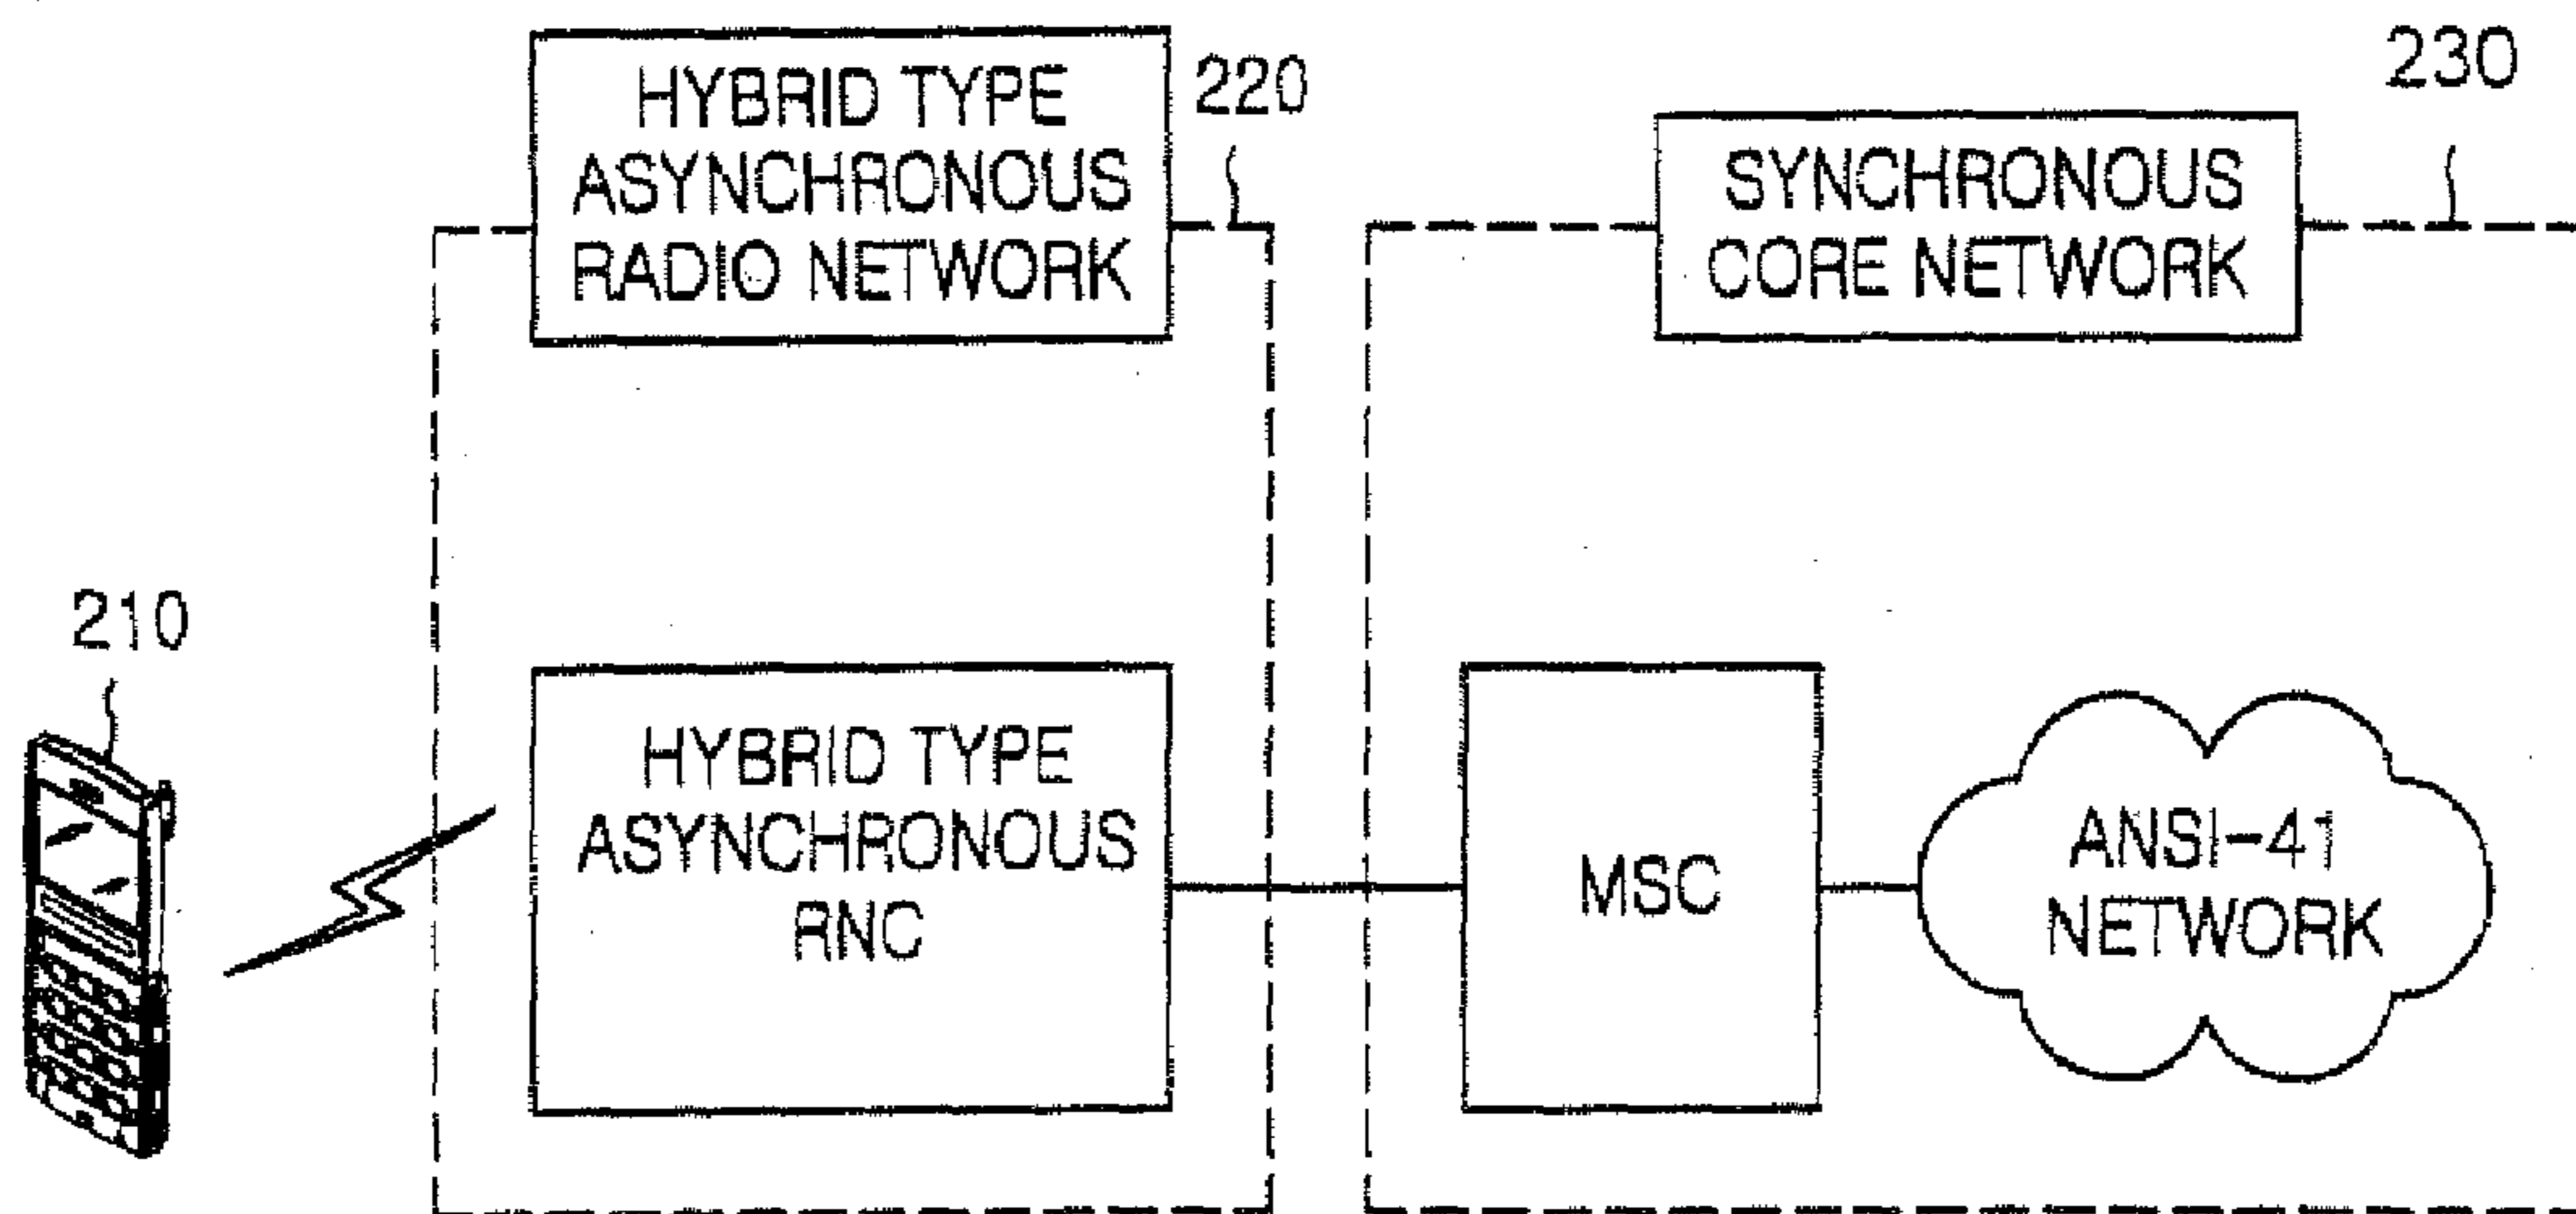 HYBRID TYPE
ASYNCHRONOUS
RADIO NETWORK
220
SYNCHRONOUS
CORE NETWORK
230
210
HYBRID TYPE
ASYNCHRONOUS
RNC
MSC
ANSI-41
NETWORK